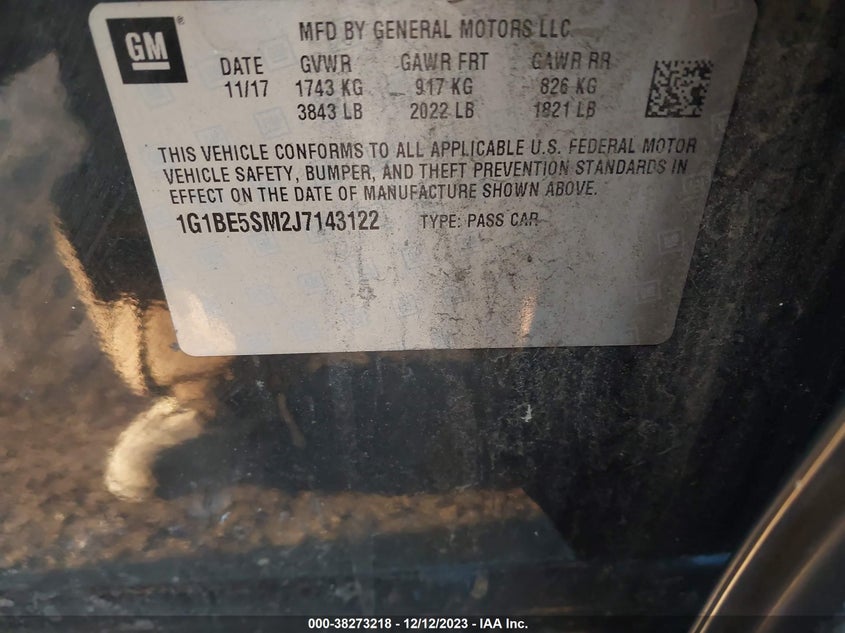 GM
MFD BY GENERAL MOTORS LLC
DATE GVWR GAWR FRT GAWR RR
11/17 1743 KG 917 KG 826 KG
3843 LB 2022 LB 1821 LB
THIS VEHICLE CONFORMS TO ALL APPLICABLE U.S. FEDERAL MOTOR
VEHICLE SAFETY, BUMPER, AND THEFT PREVENTION STANDARDS IN
EFFECT ON THE DATE OF MANUFACTURE SHOWN ABOVE.
1G1BE5SM2J7143122 TYPE: PASS CAR
000-38273218 - 12/12/2023 - IAA Inc.